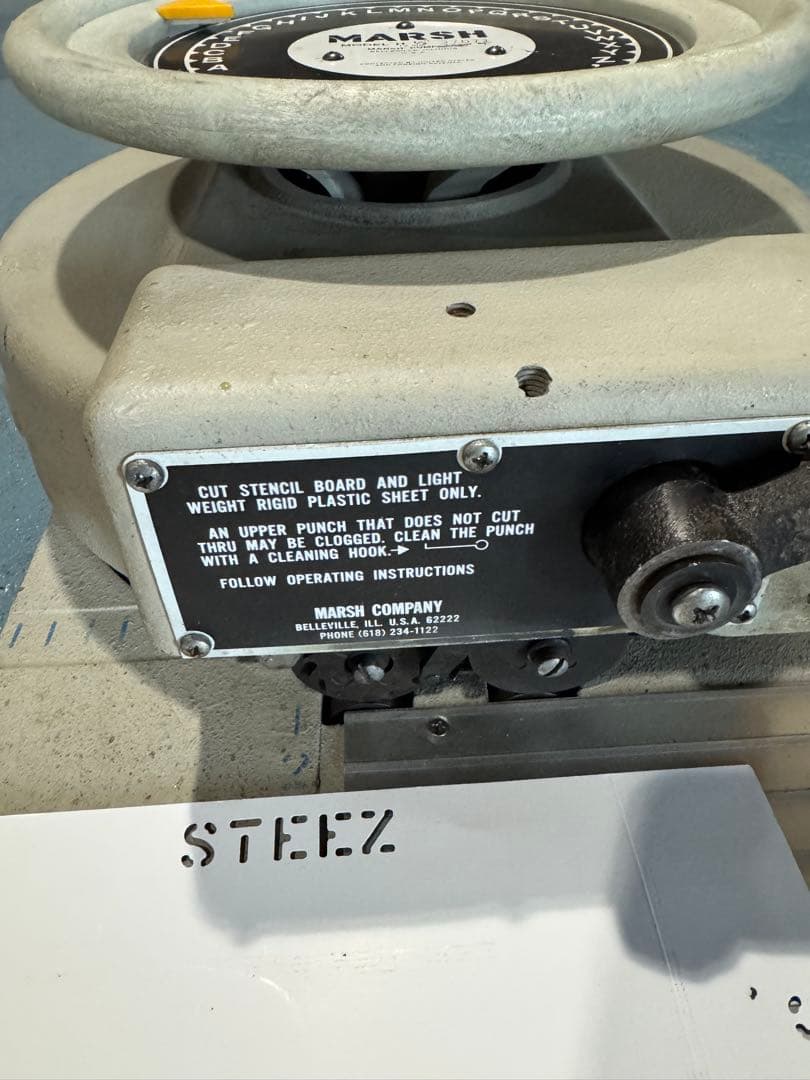 MARSH
CUT STENCIL BOARD AND LIGHT
WEIGHT RIGID PLASTIC SHEET ONLY.
AN UPPER PUNCH THAT DOES NOT CUT
THRU MAY BE CLOGGED. CLEAN THE PUNCH
WITH A CLEANING HOOK.
FOLLOW OPERATING INSTRUCTIONS
MARSH COMPANY
BELLEVILLE, ILL. U.S.A. 62222
PHONE (618) 234-1122
STEEZ